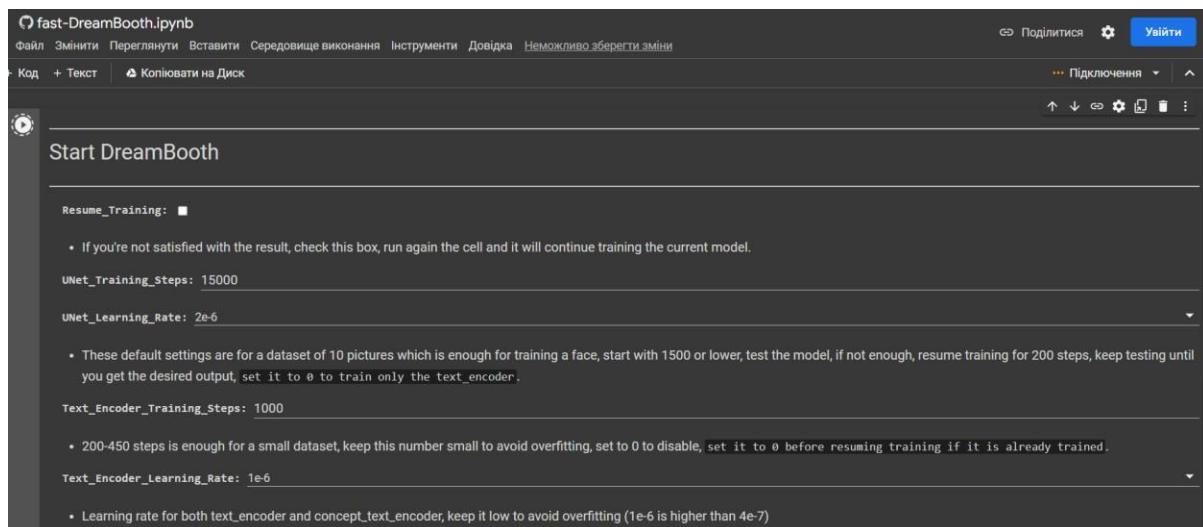 fast-DreamBooth.ipynb
Файл Змінити Переглянути Вставити Середовище виконання Інструменти Довідка Неможливо зберегти зміни
Поділитися
Увійти
+ Код + Текст Копіювати на Диск
Підключення
Start DreamBooth
Resume_Training:
• If you're not satisfied with the result, check this box, run again the cell and it will continue training the current model.
UNet_Training_Steps: 15000
UNet_Learning_Rate: 2e-6
• These default settings are for a dataset of 10 pictures which is enough for training a face, start with 1500 or lower, test the model, if not enough, resume training for 200 steps, keep testing until
you get the desired output, set it to 0 to train only the text_encoder.
Text_Encoder_Training_Steps: 1000
• 200-450 steps is enough for a small dataset, keep this number small to avoid overfitting, set to 0 to disable, set it to 0 before resuming training if it is already trained.
Text_Encoder_Learning_Rate: 1e-6
• Learning rate for both text_encoder and concept_text_encoder, keep it low to avoid overfitting (1e-6 is higher than 4e-7)